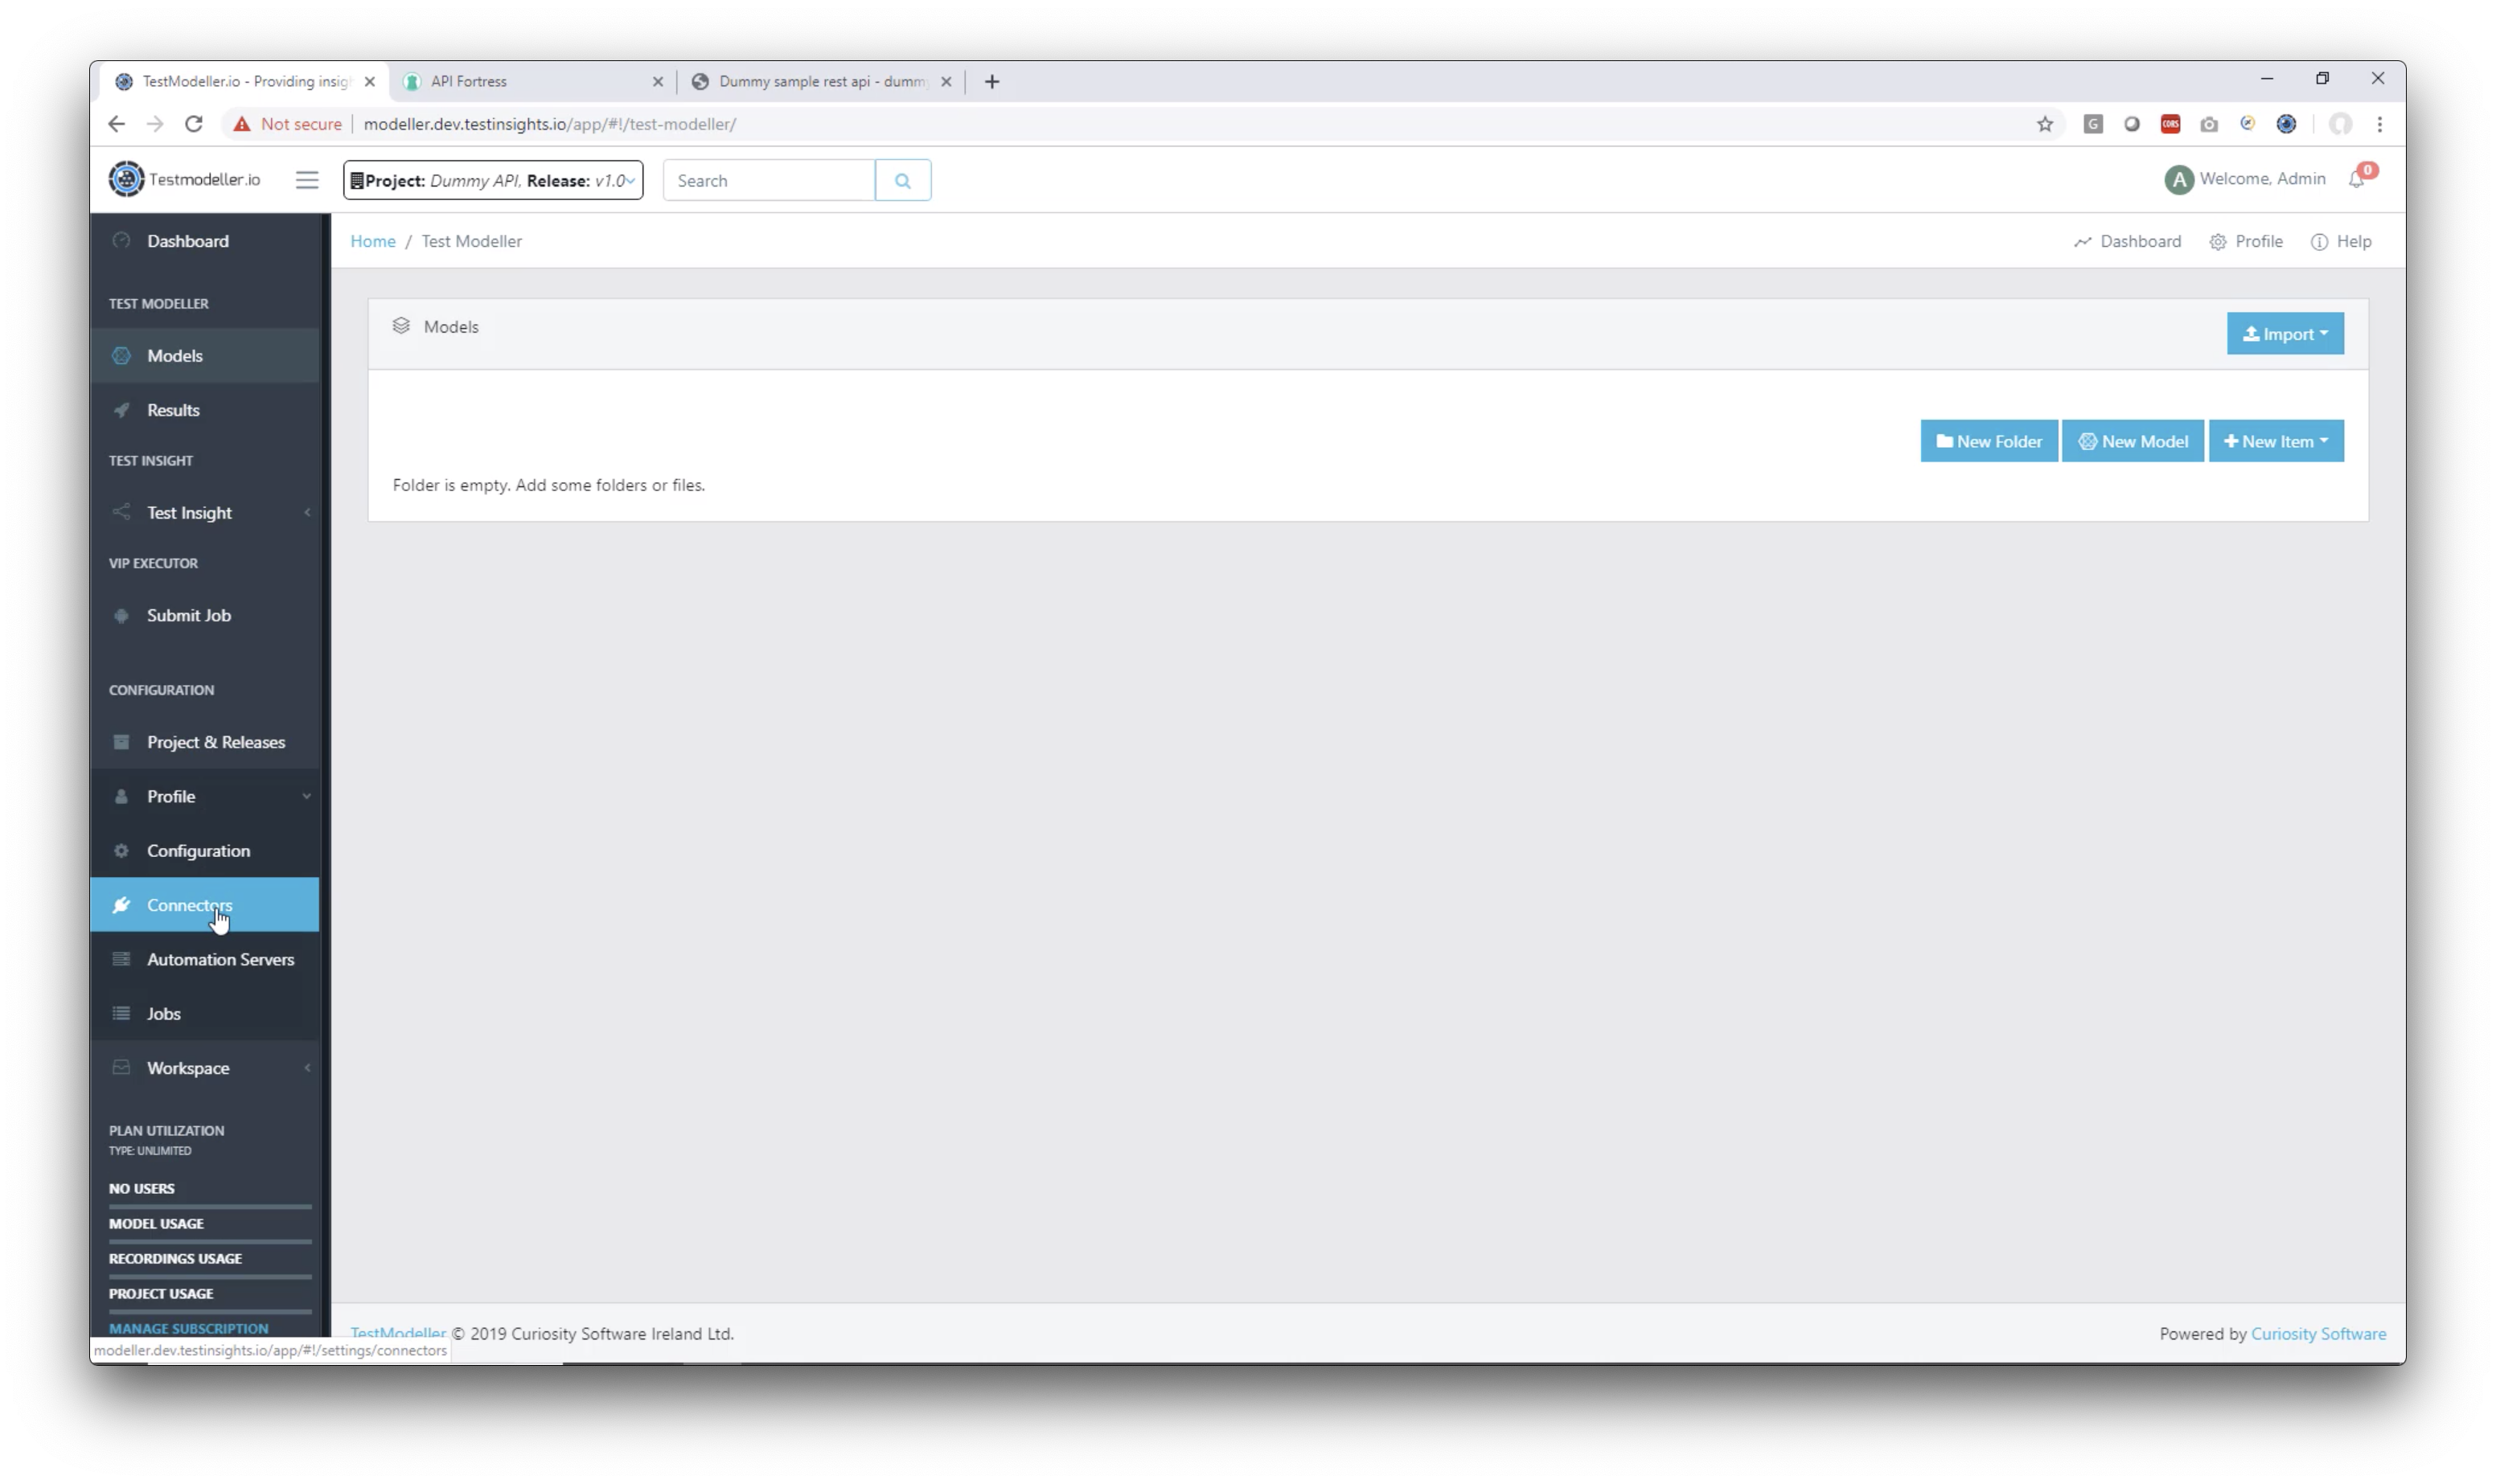 TestModeller.io - Providing insig
API Fortress
Dummy sample rest api - dumm
Not secure
modeller.dev.testinsights.io/app/#!/test-modeller/
G
CORS
Testmodeller.io
Project: Dummy API, Release: v1.0
Search
A
Welcome, Admin
0
Dashboard
Home / Test Modeller
Dashboard
Profile
Help
TEST MODELLER
Models
Import
Models
Results
New Folder
New Model
New Item
TEST INSIGHT
Folder is empty. Add some folders or files.
Test Insight
VIP EXECUTOR
Submit Job
CONFIGURATION
Project & Releases
Profile
Configuration
Connectors
Automation Servers
Jobs
Workspace
PLAN UTILIZATION
TYPE: UNLIMITED
NO USERS
MODEL USAGE
RECORDINGS USAGE
PROJECT USAGE
MANAGE SUBSCRIPTION
TestModeller © 2019 Curiosity Software Ireland Ltd.
Powered by Curiosity Software
modeller.dev.testinsights.io/app/#!/settings/connectors